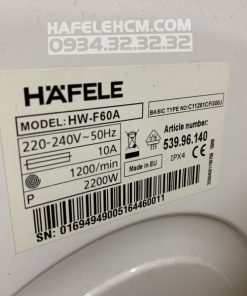 HAFELEHCM.COM
0934.32.32.32
HÄFELE
MODEL: HW-F60A
BASIC TYPE NO: C11261CFG80J
220-240V~50Hz
10A
Article number:
539.96.140
1200/min
Made in EU
IPX4
P 2200W
SN: 01694949005164460011